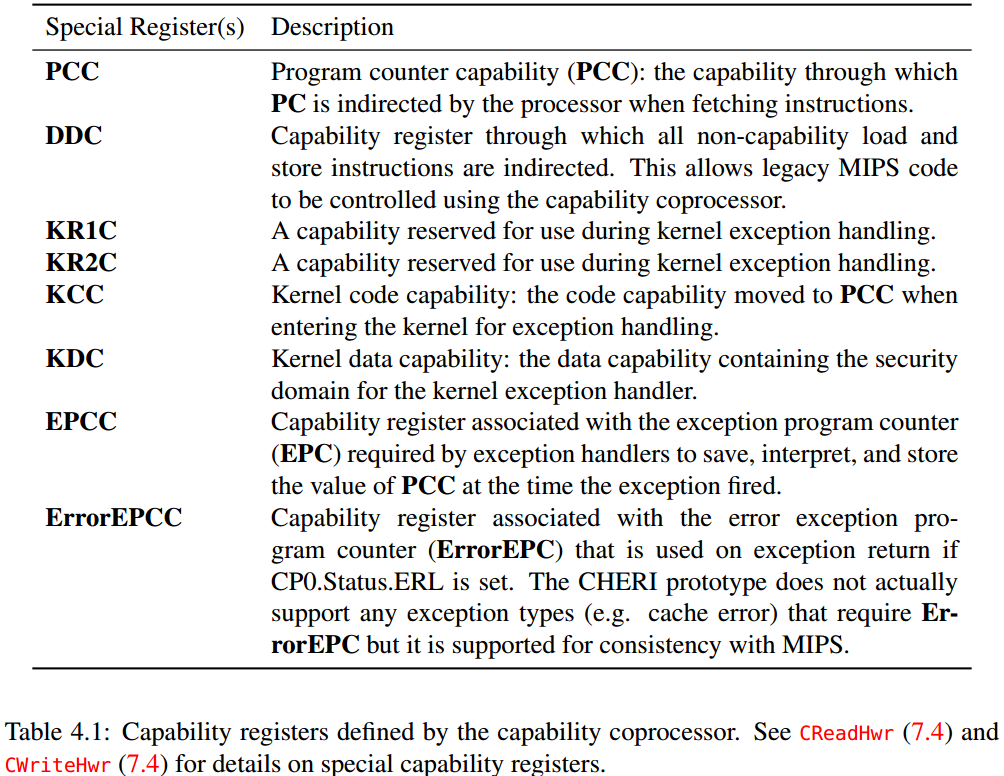 Special Register(s) Description
PCC Program counter capability (PCC): the capability through which
PC is indirected by the processor when fetching instructions.
DDC Capability register through which all non-capability load and
store instructions are indirected. This allows legacy MIPS code
to be controlled using the capability coprocessor.
KR1C A capability reserved for use during kernel exception handling.
KR2C A capability reserved for use during kernel exception handling.
KCC Kernel code capability: the code capability moved to PCC when
entering the kernel for exception handling.
KDC Kernel data capability: the data capability containing the security
domain for the kernel exception handler.
EPCC Capability register associated with the exception program counter
(EPC) required by exception handlers to save, interpret, and store
the value of PCC at the time the exception fired.
ErrorEPCC Capability register associated with the error exception pro-
gram counter (ErrorEPC) that is used on exception return if
CP0.Status.ERL is set. The CHERI prototype does not actually
support any exception types (e.g. cache error) that require Er-
rorEPC but it is supported for consistency with MIPS.
Table 4.1: Capability registers defined by the capability coprocessor. See CReadHwr (7.4) and
CWriteHwr (7.4) for details on special capability registers.